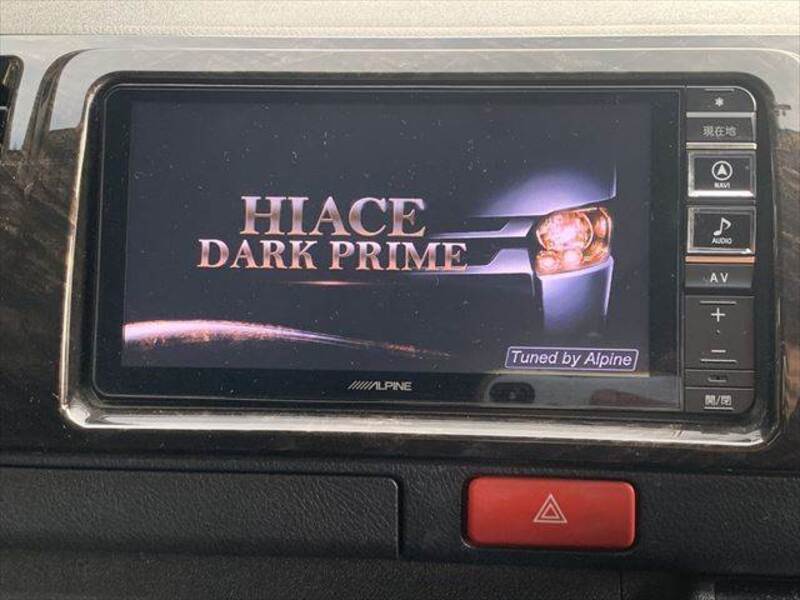 HIACE
DARK PRIME
Tuned by Alpine
ALPINE
現在地
NAVI
AUDIO
AV
+
−
開/閉